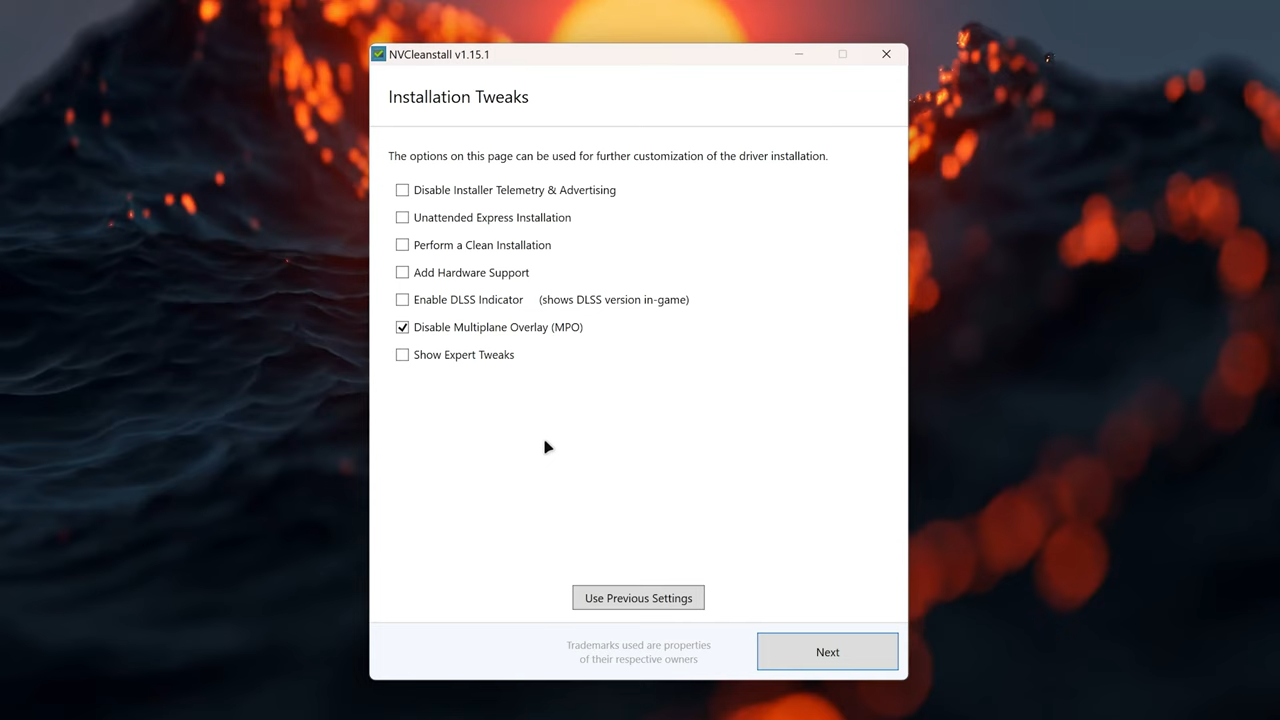 NVCleanstall v1.15.1
Installation Tweaks
The options on this page can be used for further customization of the driver installation.
Disable Installer Telemetry & Advertising
Unattended Express Installation
Perform a Clean Installation
Add Hardware Support
Enable DLSS Indicator (shows DLSS version in-game)
Disable Multiplane Overlay (MPO)
Show Expert Tweaks
Use Previous Settings
Trademarks used are properties
of their respective owners
Next